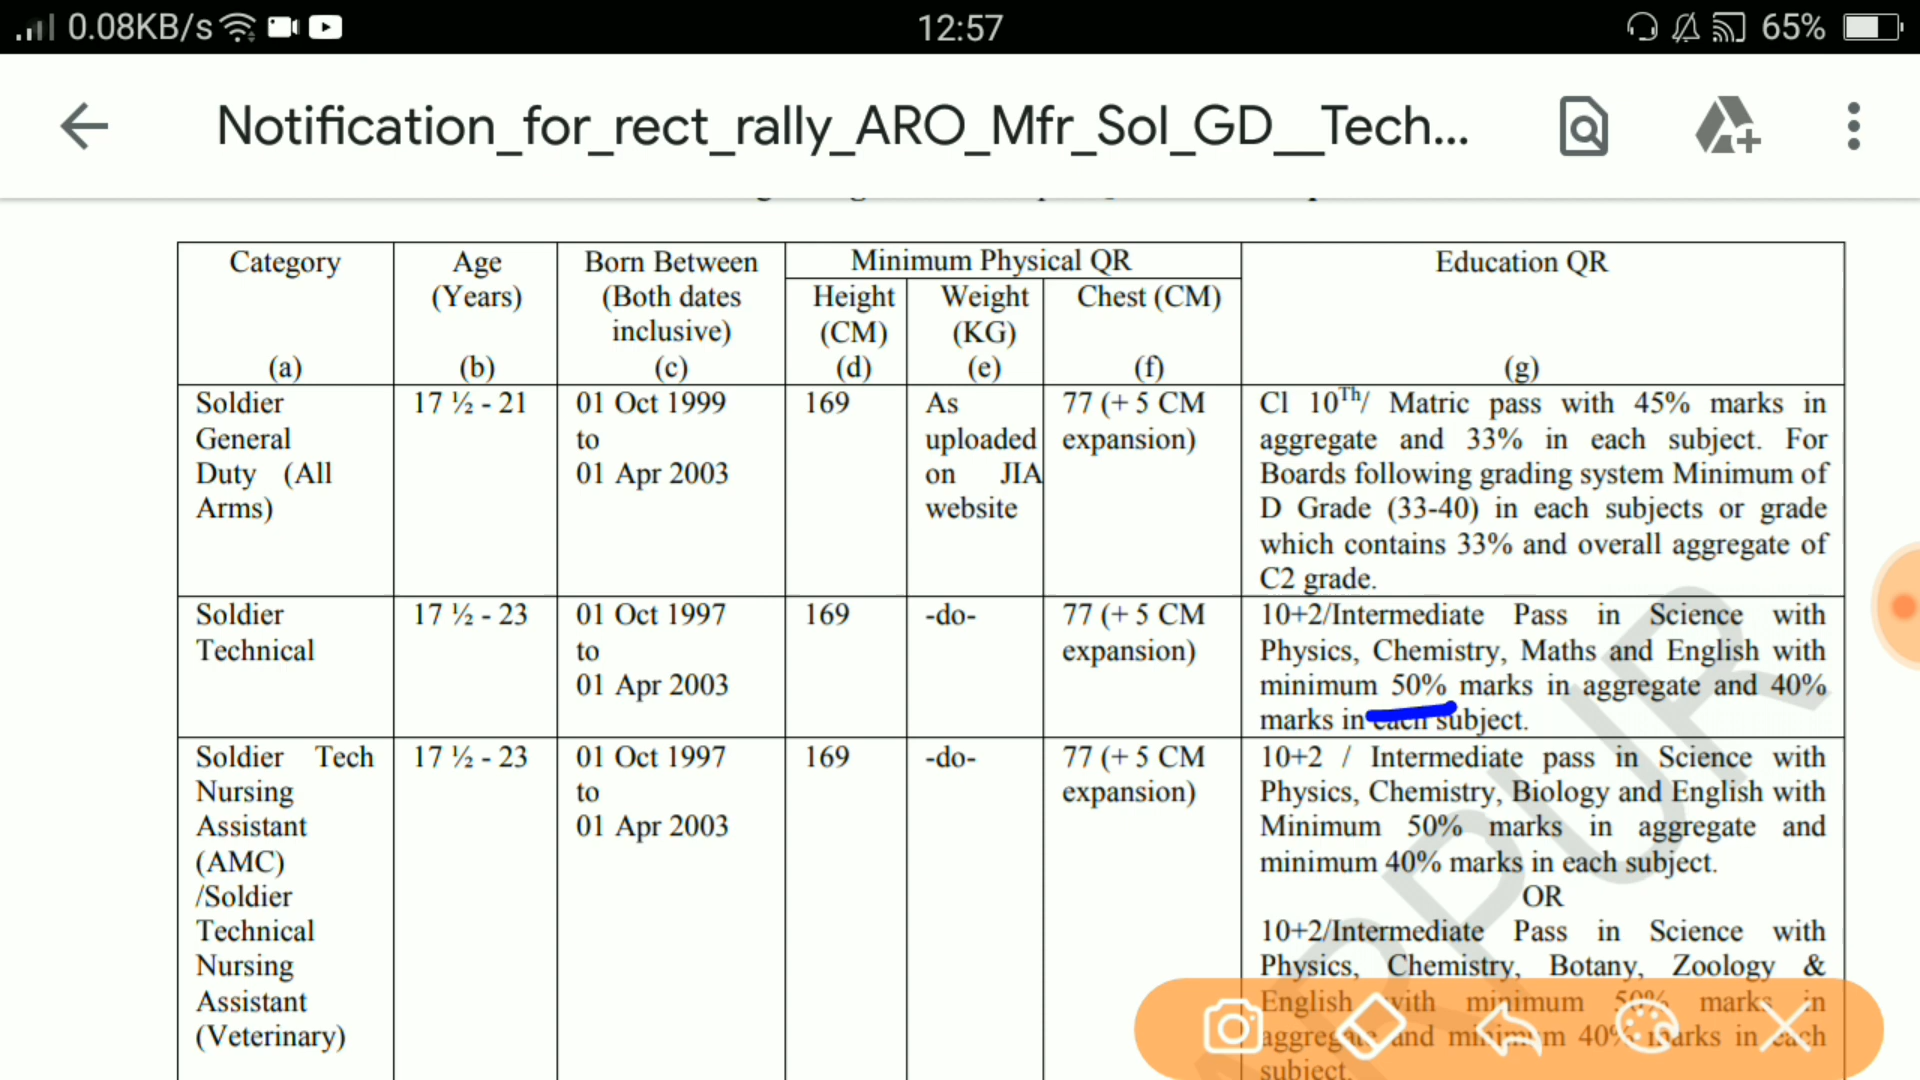 0.08KB/s 12:57 65%
Notification_for_rect_rally_ARO_Mfr_Sol_GD__Tech...
Category
(a)
Age
(Years)
(b)
Born Between
(Both dates
inclusive)
(c)
Minimum Physical QR
Height
(CM)
(d)
Weight
(KG)
(e)
Chest (CM)
(f)
Education QR
(g)
Soldier
General
Duty (All
Arms)
17 ½ - 21
01 Oct 1999
to
01 Apr 2003
169
As
uploaded
on JIA
website
77 (+ 5 CM
expansion)
Cl 10Th/ Matric pass with 45% marks in
aggregate and 33% in each subject. For
Boards following grading system Minimum of
D Grade (33-40) in each subjects or grade
which contains 33% and overall aggregate of
C2 grade.
Soldier
Technical
17 ½ - 23
01 Oct 1997
to
01 Apr 2003
169
-do-
77 (+ 5 CM
expansion)
10+2/Intermediate Pass in Science with
Physics, Chemistry, Maths and English with
minimum 50% marks in aggregate and 40%
marks in each subject.
Soldier Tech
Nursing
Assistant
(AMC)
/Soldier
Technical
Nursing
Assistant
(Veterinary)
17 ½ - 23
01 Oct 1997
to
01 Apr 2003
169
-do-
77 (+ 5 CM
expansion)
10+2 / Intermediate pass in Science with
Physics, Chemistry, Biology and English with
Minimum 50% marks in aggregate and
minimum 40% marks in each subject.
OR
10+2/Intermediate Pass in Science with
Physics, Chemistry, Botany, Zoology &
English with minimum 50% marks in
aggregate and minimum 40% marks in each
subject.